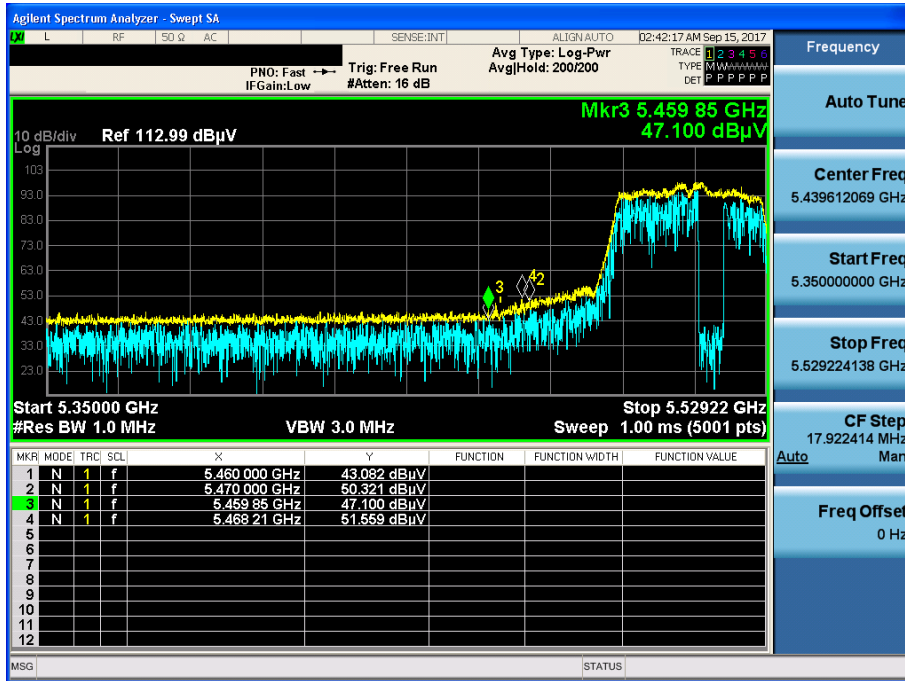 Agilent Spectrum Analyzer - Swept SA
LXI L RF 50 Ω AC SENSE:INT ALIGN AUTO 02:42:17 AM Sep 15, 2017
PNO: Fast Trig: Free Run Avg Type: Log-Pwr TRACE 1 2 3 4 5 6
IFGain:Low #Atten: 16 dB Avg|Hold: 200/200 TYPE MWWWWW
DET P P P P P P
Mkr3 5.459 85 GHz
47.100 dBµV
10 dB/div Ref 112.99 dBµV
Log
103
93.0
83.0
73.0
63.0
53.0
43.0
33.0
23.0
3
4 2
Start 5.35000 GHz Stop 5.52922 GHz
#Res BW 1.0 MHz VBW 3.0 MHz Sweep 1.00 ms (5001 pts)
MKR MODE TRC SCL X Y FUNCTION FUNCTION WIDTH FUNCTION VALUE
1 N 1 f 5.460 000 GHz 43.082 dBµV
2 N 1 f 5.470 000 GHz 50.321 dBµV
3 N 1 f 5.459 85 GHz 47.100 dBµV
4 N 1 f 5.468 21 GHz 51.559 dBµV
5
6
7
8
9
10
11
12
MSG STATUS
Frequency
Auto Tune
Center Freq
5.439612069 GHz
Start Freq
5.350000000 GHz
Stop Freq
5.529224138 GHz
CF Step
17.922414 MHz
Auto Man
Freq Offset
0 Hz